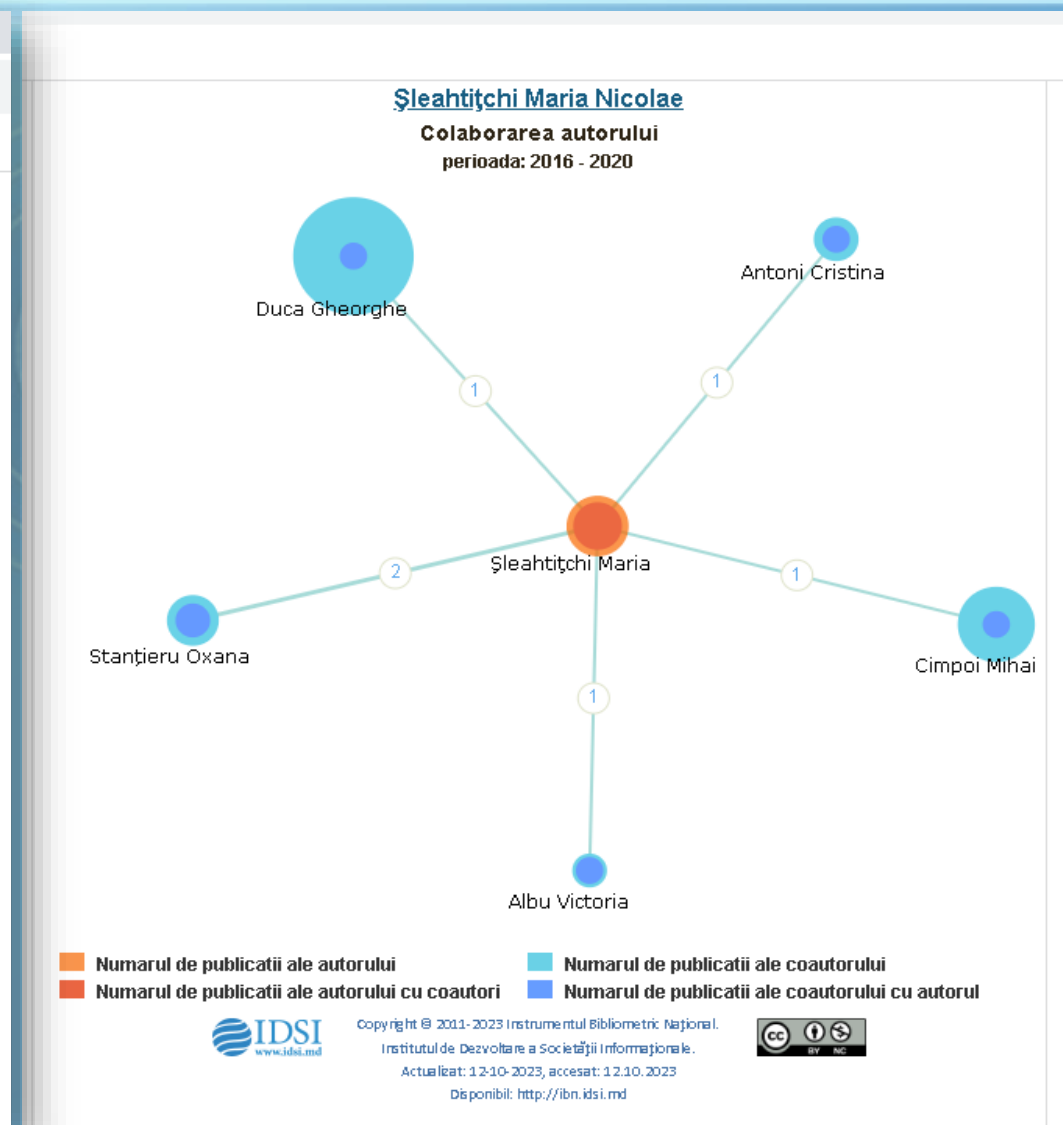 Şleahtiţchi Maria Nicolae
Colaborarea autorului
perioada: 2016 - 2020
Duca Gheorghe
Antoni Cristina
1
1
Şleahtiţchi Maria
2
1
Stanţieru Oxana
Cimpoi Mihai
1
Albu Victoria
Numarul de publicatii ale autorului
Numarul de publicatii ale coautorului
Numarul de publicatii ale autorului cu coautori
Numarul de publicatii ale coautorului cu autorul
IDSI
www.idsi.md
Copyright © 2011-2023 Instrumentul Bibliometric Naţional.
Institutul de Dezvoltare a Societăţii Informaţionale.
Actualizat: 12-10-2023, accesat: 12.10.2023
Disponibil: http://ibn.idsi.md
cc
BY NC